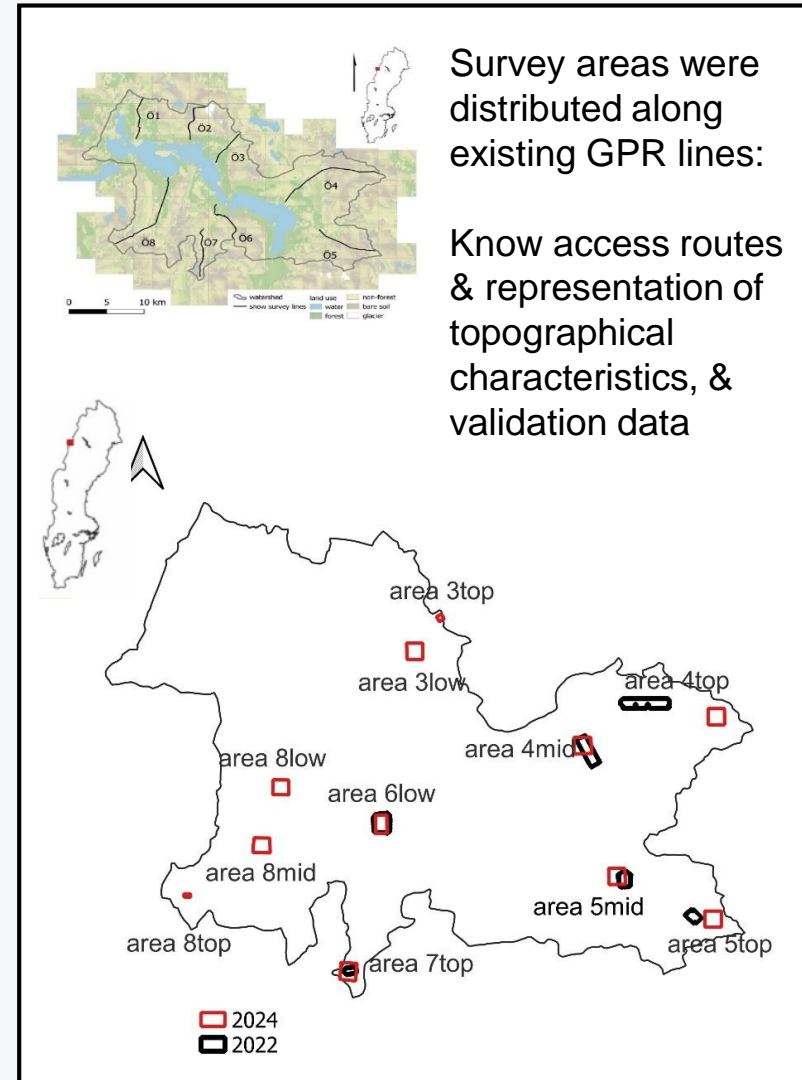 Survey areas were
distributed along
existing GPR lines:
Know access routes
& representation of
topographical
characteristics, &
validation data
Ö1
Ö2
Ö3
Ö4
Ö8
Ö7
Ö6
Ö5
0 5 10 km
watershed
snow survey lines
land use
water
forest
non-forest
bare soil
glacier
area 3top
area 3low
area 4top
area 4mid
area 8low
area 6low
area 8mid
area 5mid
area 8top
area 7top
area 5top
2024
2022